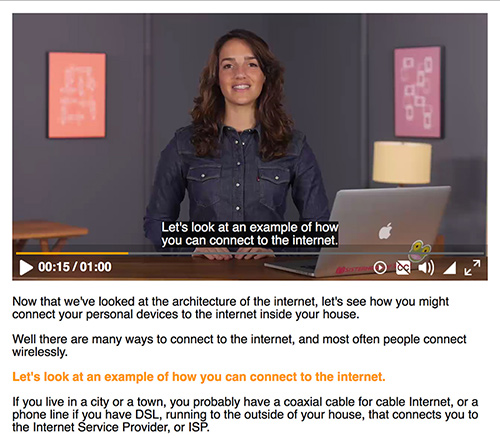 Let's look at an example of how
you can connect to the internet.
00:15 / 01:00
Now that we've looked at the architecture of the internet, let's see how you might
connect your personal devices to the internet inside your house.
Well there are many ways to connect to the internet, and most often people connect
wirelessly.
Let's look at an example of how you can connect to the internet.
If you live in a city or a town, you probably have a coaxial cable for cable Internet, or a
phone line if you have DSL, running to the outside of your house, that connects you to
the Internet Service Provider, or ISP.